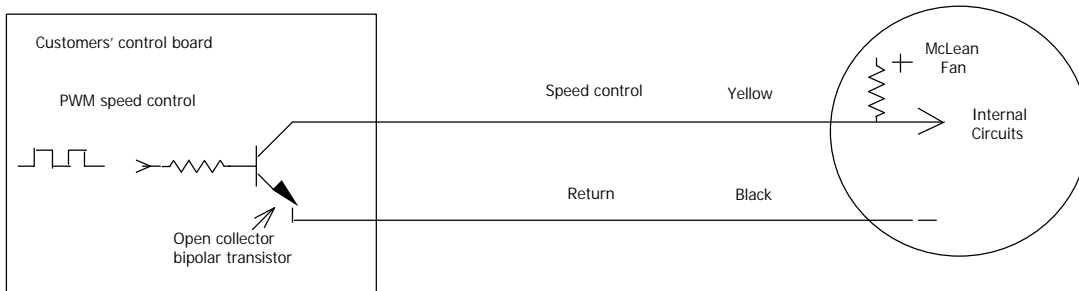 Customers' control board
PWM speed control
Open collector
bipolar transistor
Speed control
Yellow
Return
Black
McLean
Fan
Internal
Circuits